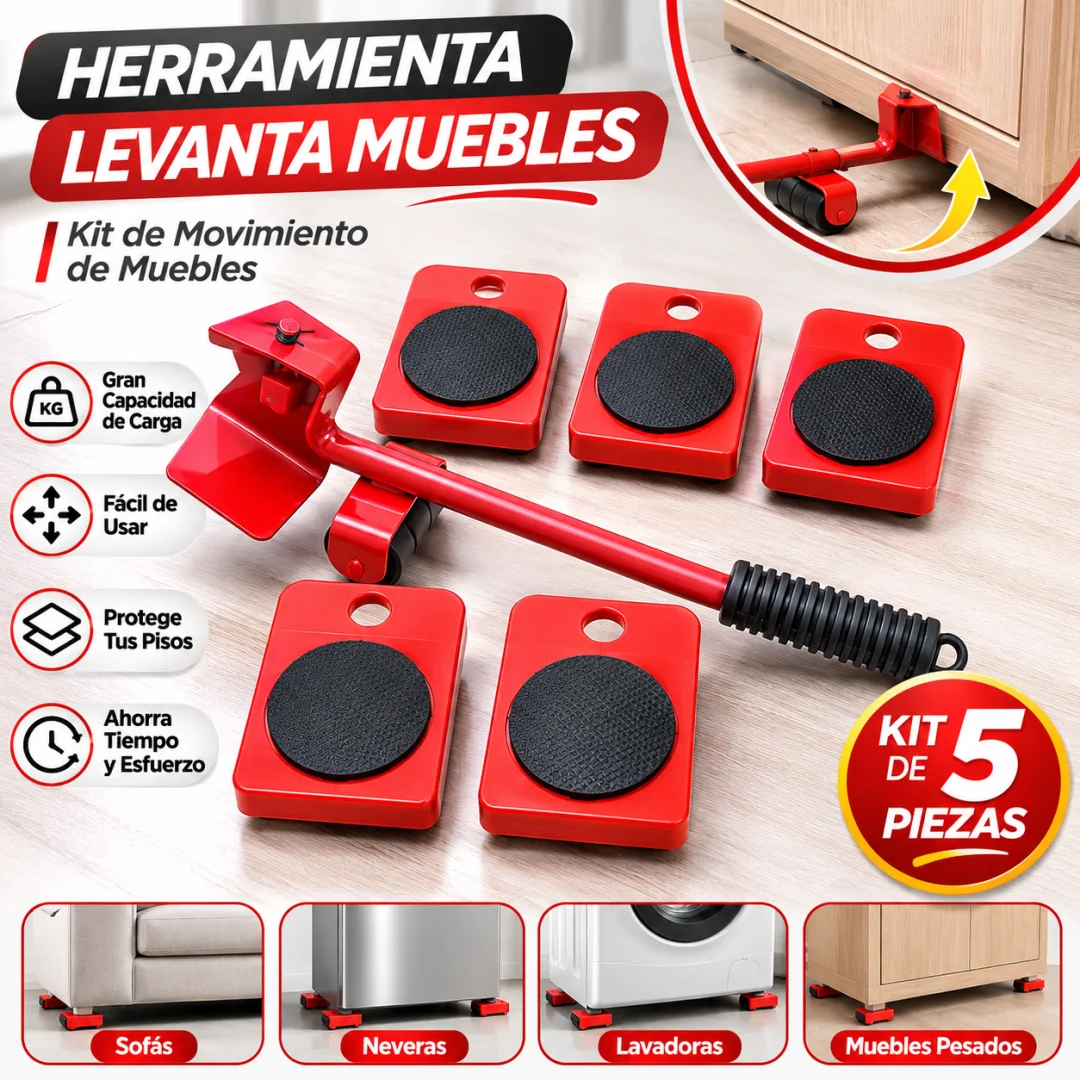 HERRAMIENTA
LEVANTA MUEBLES
Kit de Movimiento
de Muebles
Gran
Capacidad
de Carga
KG
Fácil de
Usar
Protege
Tus Pisos
Ahorra
Tiempo
y Esfuerzo
KIT
DE 5
PIEZAS
Sofás
Neveras
Lavadoras
Muebles Pesados